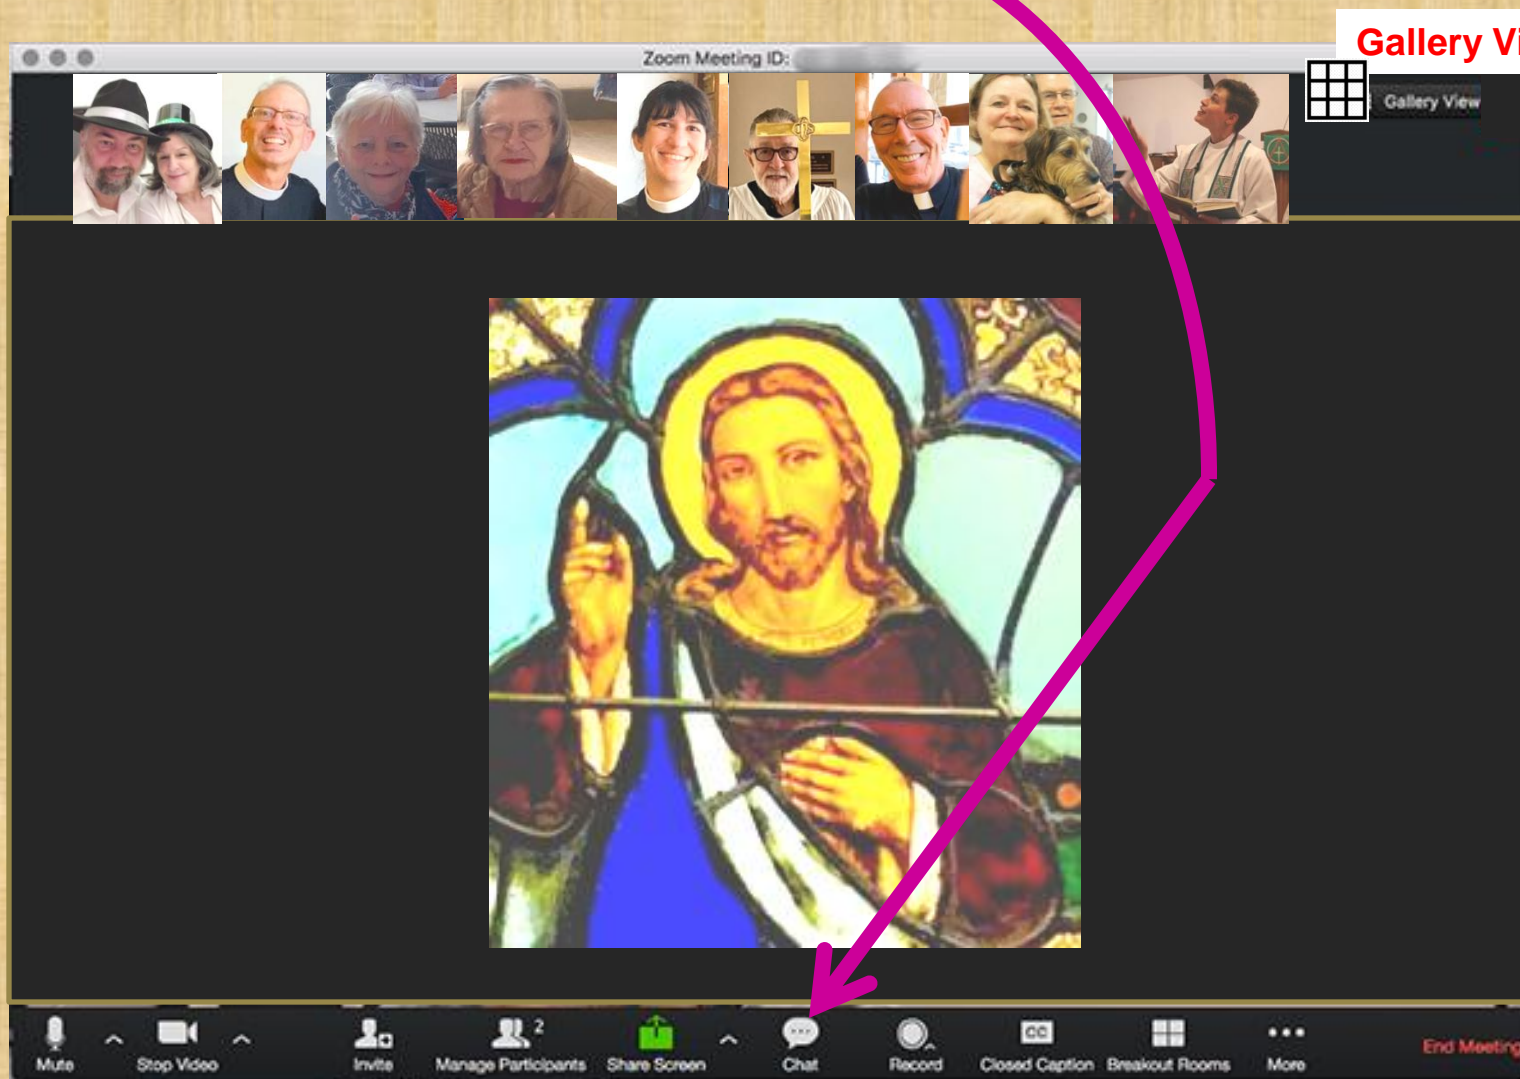 Gallery Vi
Zoom Meeting ID:
Gallery View
2
Mute
Stop Video
Invite
Manage Participants
Share Screen
Chat
CC
Record
Closed Caption
Breakout Rooms
More
End Meeting